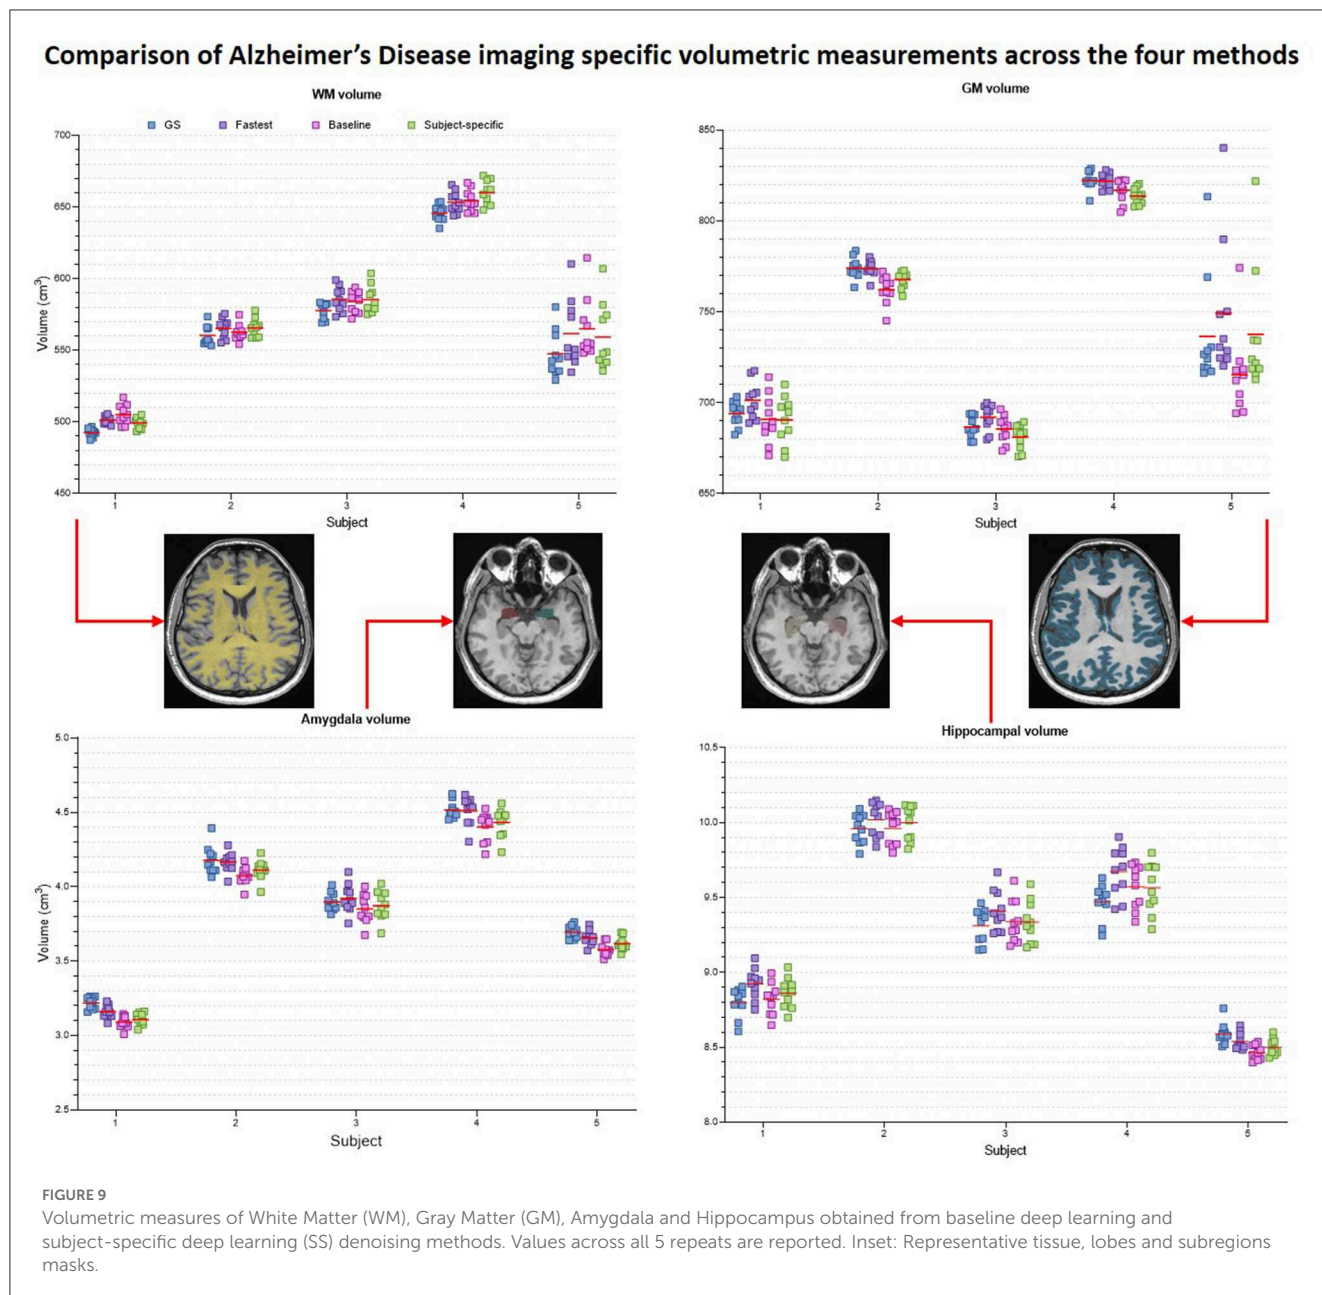 Comparison of Alzheimer's Disease imaging specific volumetric measurements across the four methods
WM volume
GS Fastest Baseline Subject-specific
700
650
600
550
500
450
Volume (cm³)
1 2 3 4 5
Subject
GM volume
850
800
750
700
650
1 2 3 4 5
Subject
Amygdala volume
5.0
4.5
4.0
3.5
3.0
2.5
Volume (cm³)
1 2 3 4 5
Subject
Hippocampal volume
10.5
10.0
9.5
9.0
8.5
8.0
1 2 3 4 5
Subject
FIGURE 9
Volumetric measures of White Matter (WM), Gray Matter (GM), Amygdala and Hippocampus obtained from baseline deep learning and
subject-specific deep learning (SS) denoising methods. Values across all 5 repeats are reported. Inset: Representative tissue, lobes and subregions
masks.